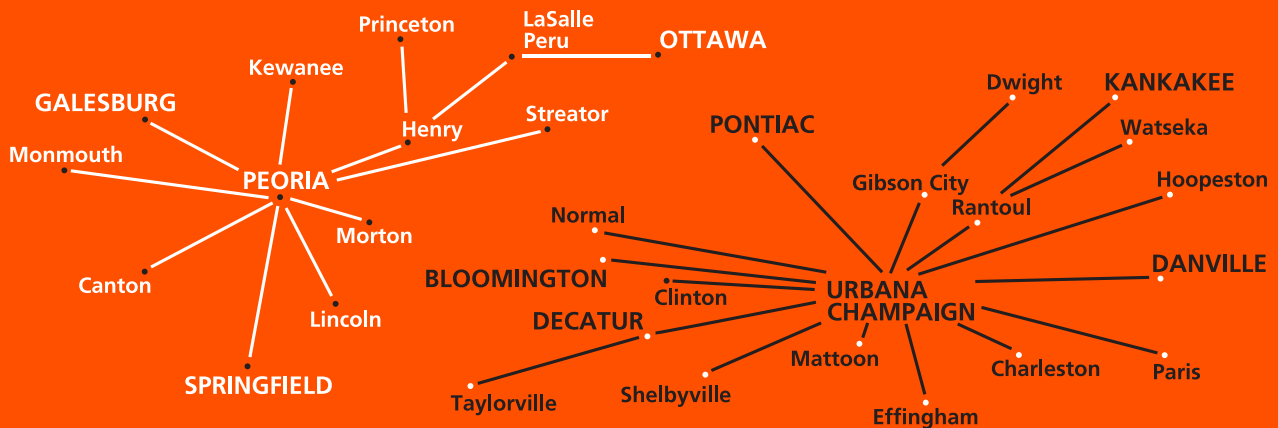 Princeton
LaSalle
Peru
OTTAWA
Kewanee
GALESBURG
Henry
Streator
Monmouth
PEORIA
Morton
Canton
Lincoln
SPRINGFIELD
Dwight
KANKAKEE
PONTIAC
Watseka
Gibson City
Hoopeston
Rantoul
Normal
BLOOMINGTON
DANVILLE
Clinton
URBANA
CHAMPAIGN
DECATUR
Mattoon
Charleston
Paris
Shelbyville
Taylorville
Effingham